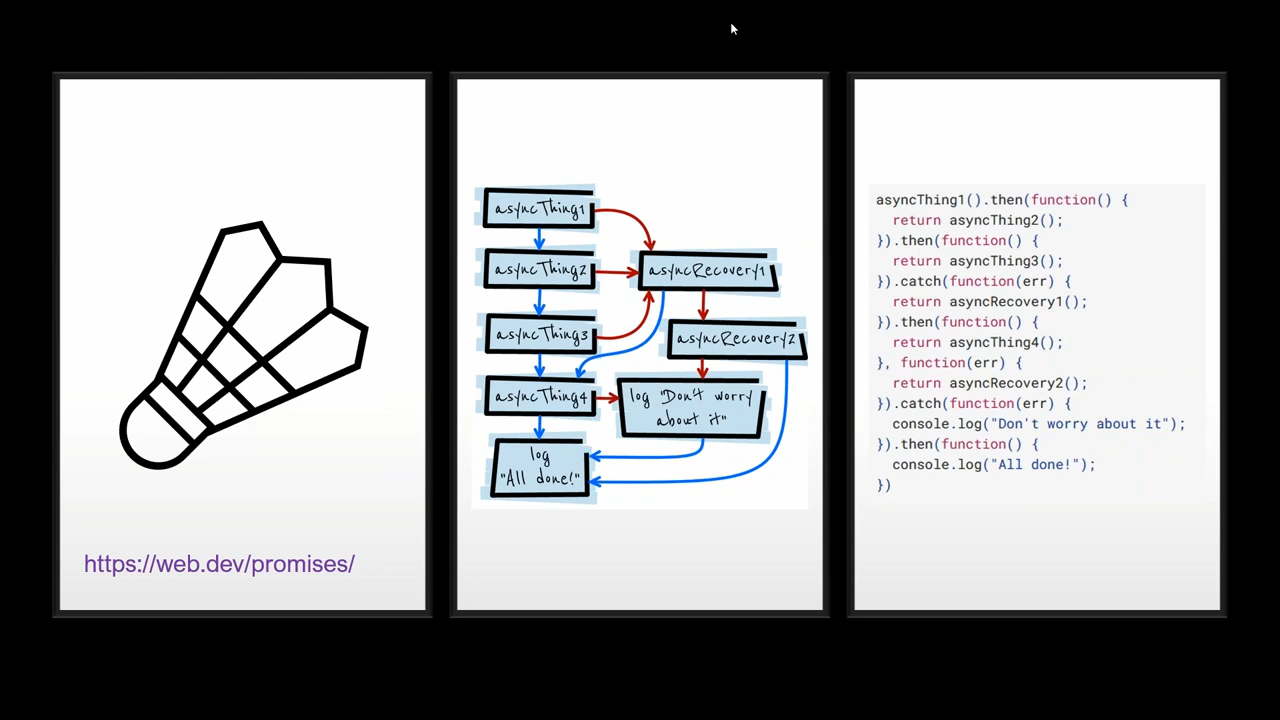 https://web.dev/promises/
asyncThing1
asyncThing2
asyncThing3
asyncThing4
log
"All done!"
asyncRecovery1
asyncRecovery2
log "Don't worry
about it"
asyncThing1().then(function() {
  return asyncThing2();
}).then(function() {
  return asyncThing3();
}).catch(function(err) {
  return asyncRecovery1();
}).then(function() {
  return asyncThing4();
}, function(err) {
  return asyncRecovery2();
}).catch(function(err) {
  console.log("Don't worry about it");
}).then(function() {
  console.log("All done!");
})